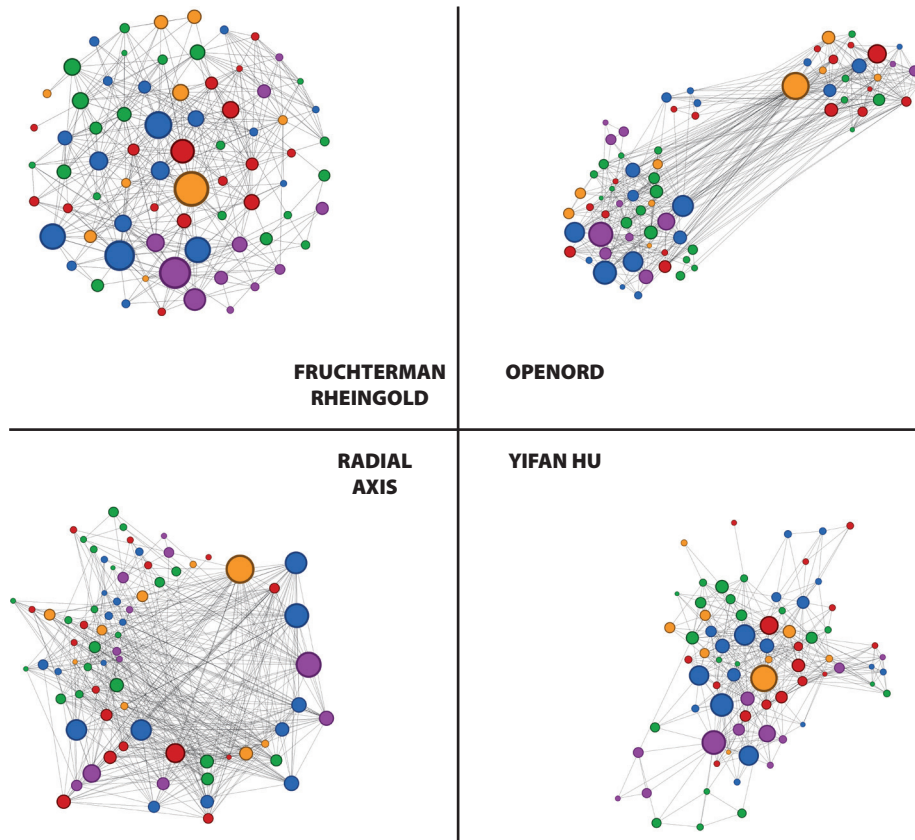 FRUCHTERMAN
RHEINGOLD
OPENORD
RADIAL
AXIS
YIFAN HU